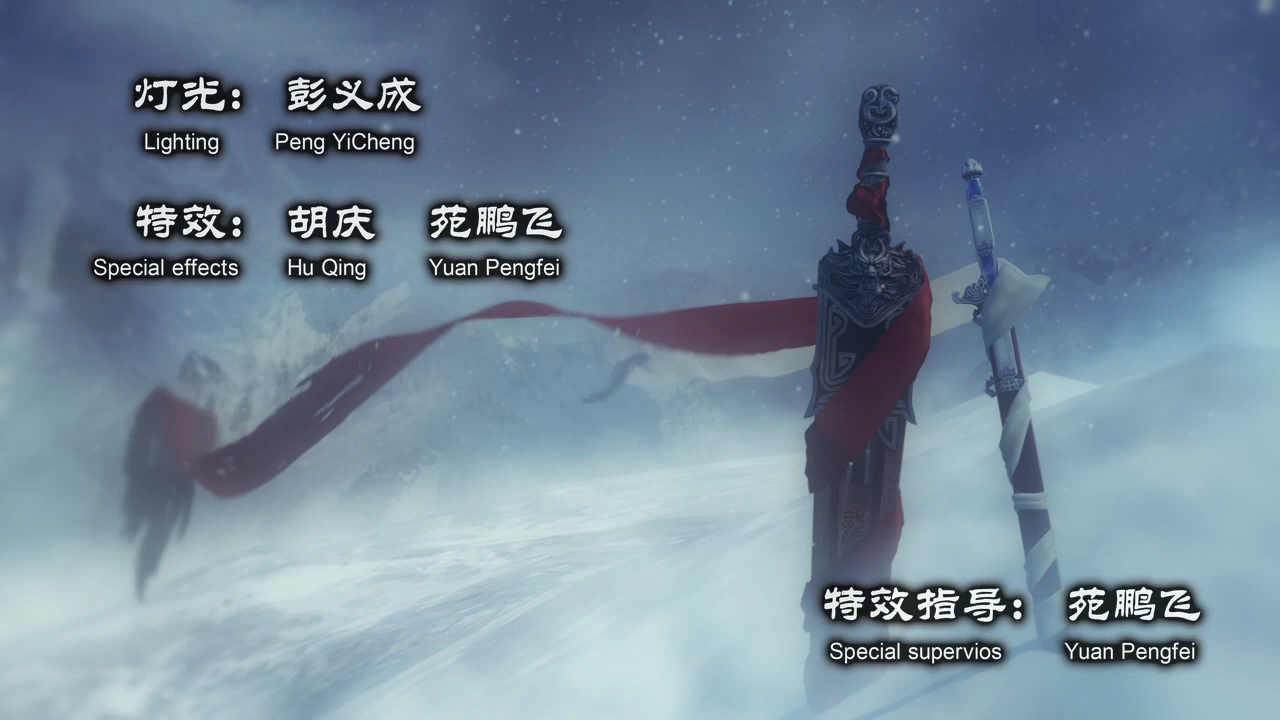 灯光： 彭义成
Lighting Peng YiCheng
特效： 胡庆 苑鹏飞
Special effects Hu Qing Yuan Pengfei
特效指导： 苑鹏飞
Special supervios Yuan Pengfei